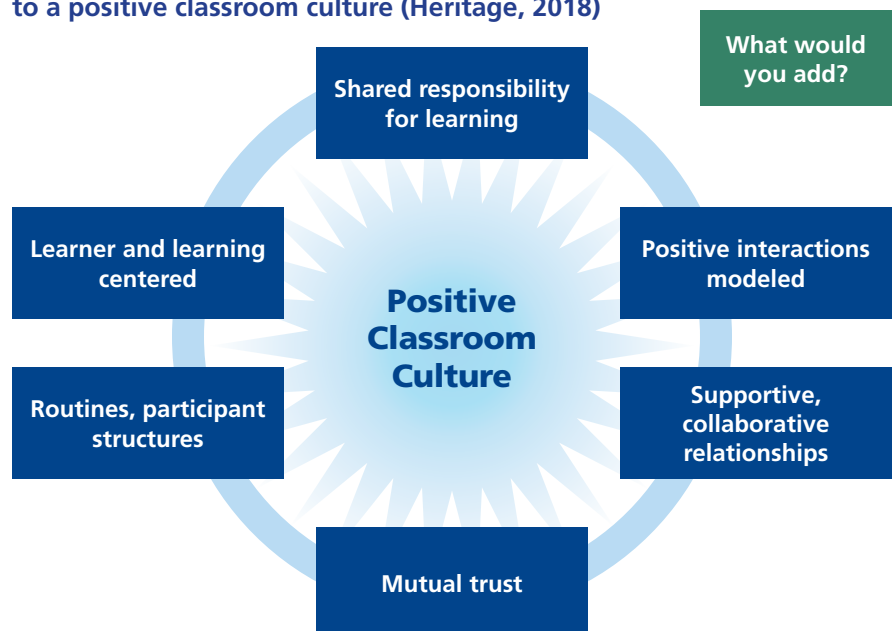 to a positive classroom culture (Heritage, 2018)
What would
you add?
Shared responsibility
for learning
Learner and learning
centered
Positive interactions
modeled
Positive
Classroom
Culture
Routines, participant
structures
Supportive,
collaborative
relationships
Mutual trust